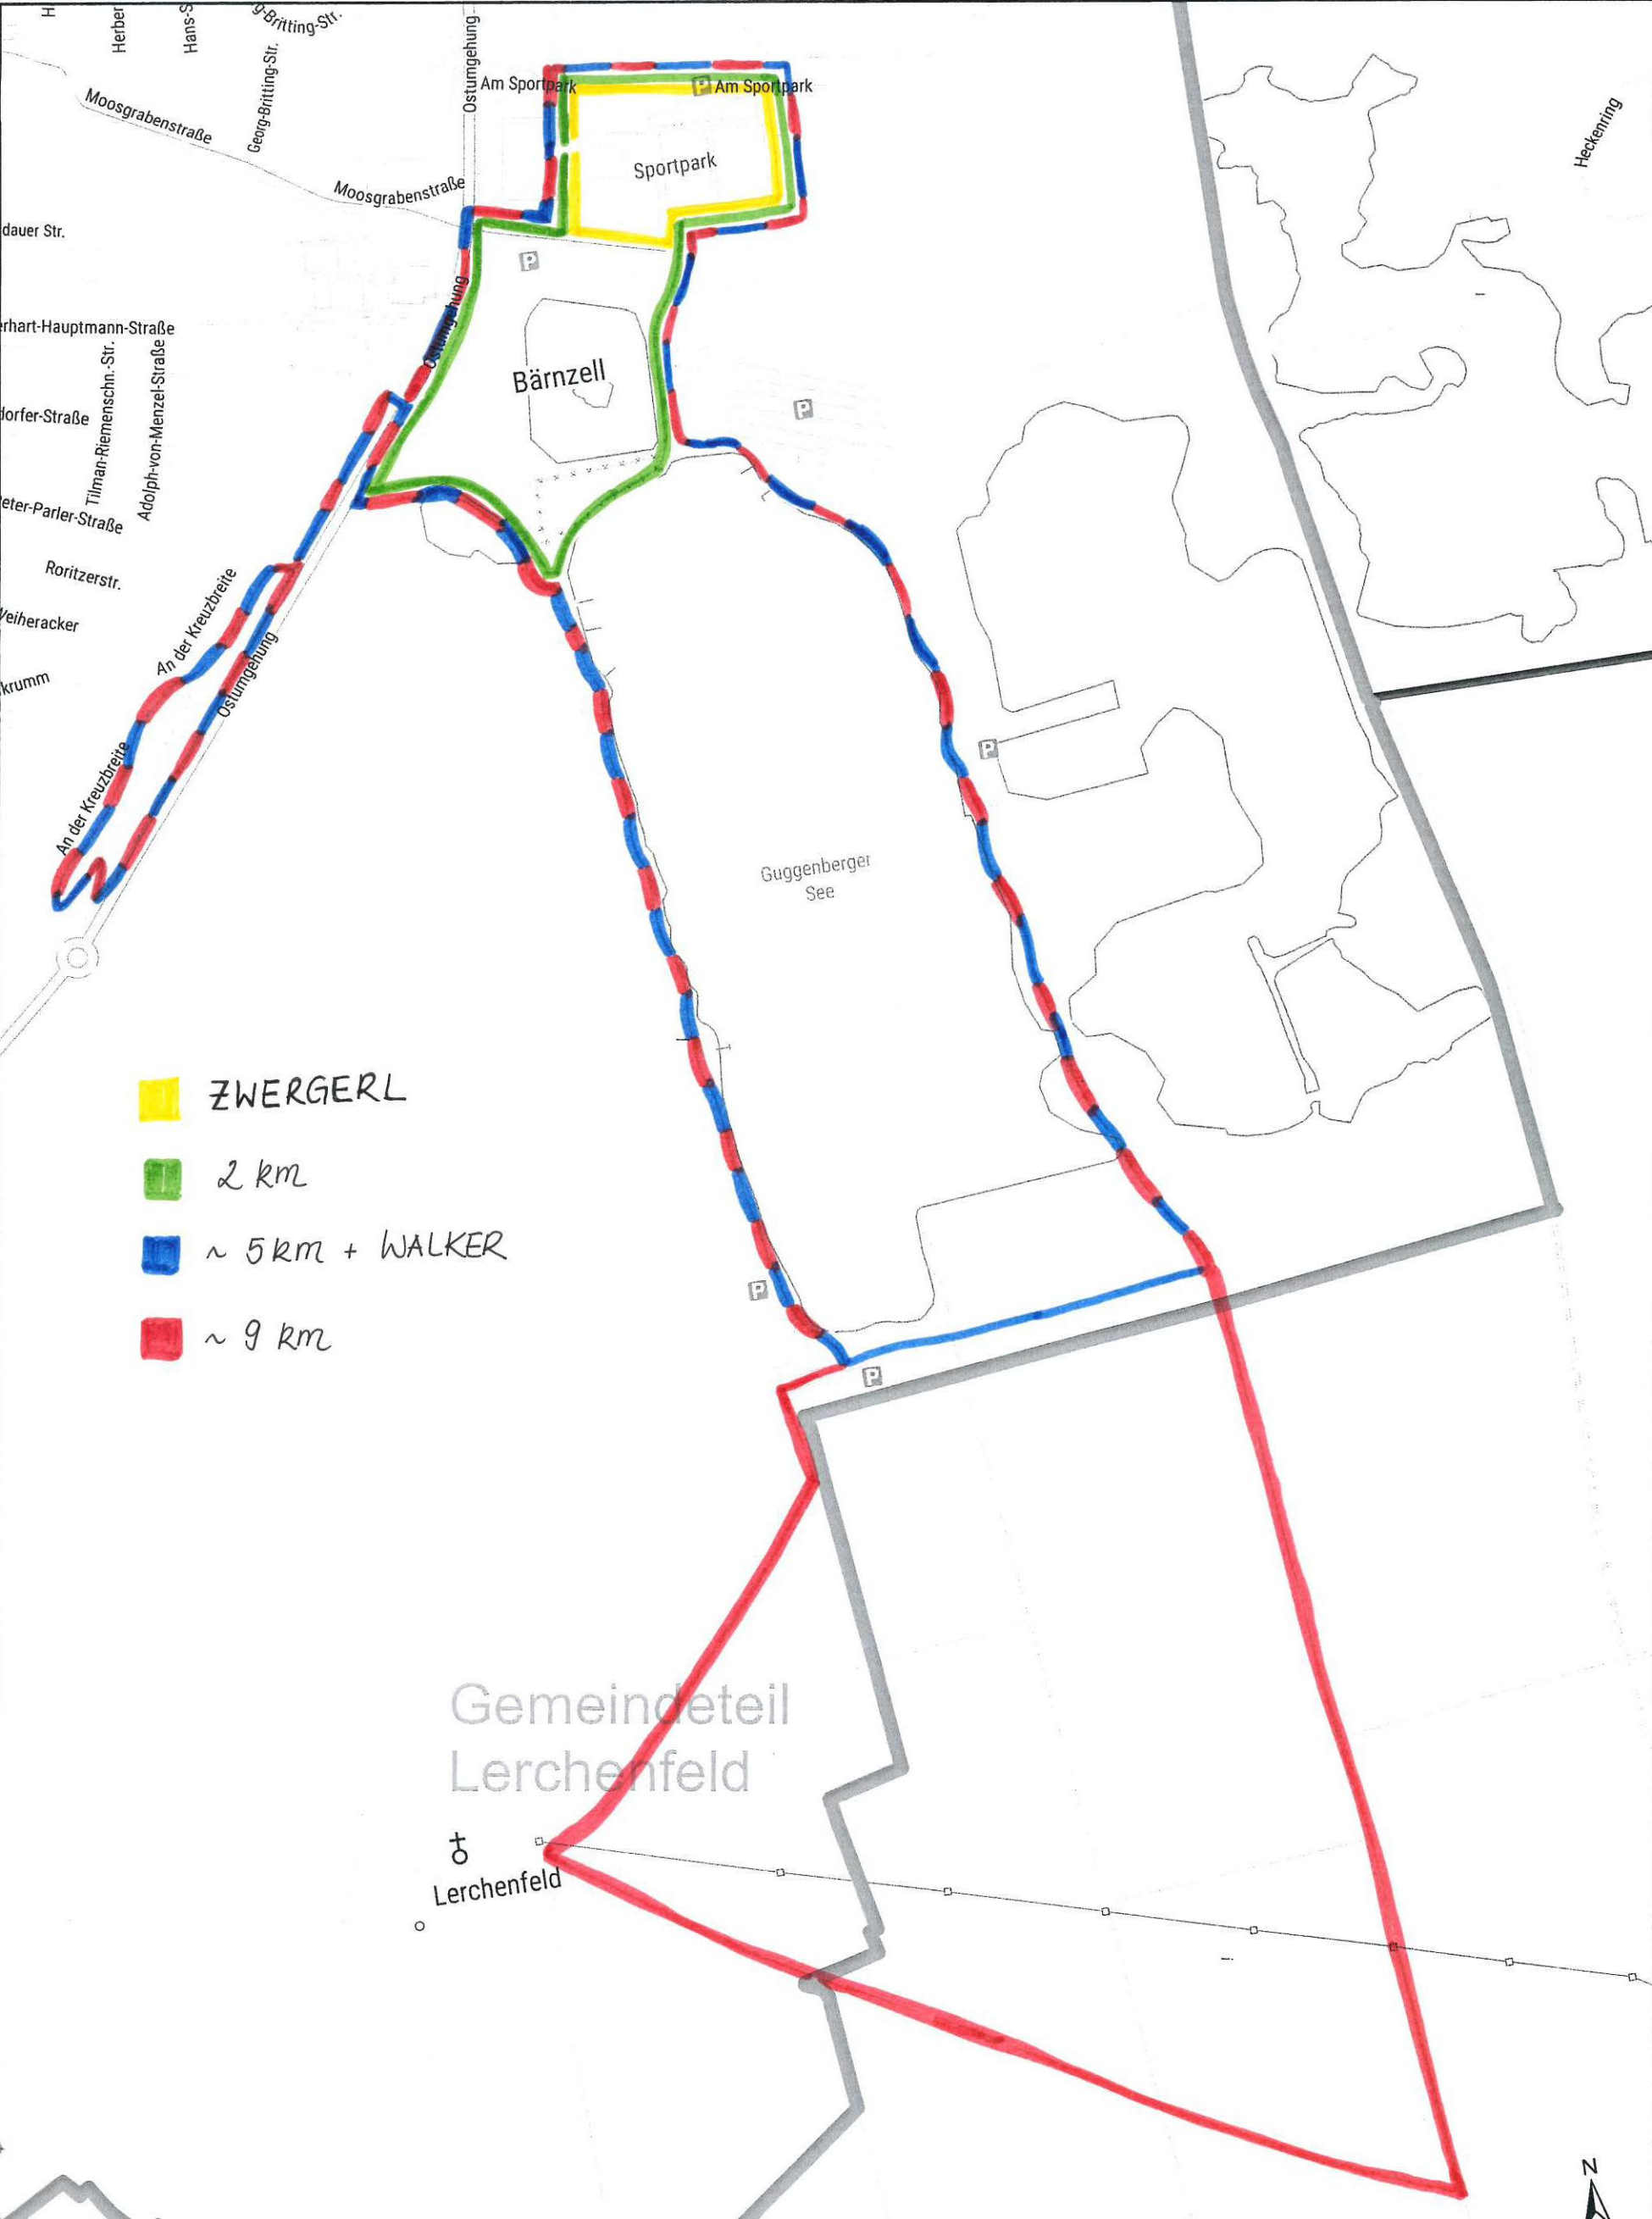 H
Herber
Hans-S
g-Britting-Str.
Georg-Britting-Str.
Ostumgehung
Am Sportpark
P Am Sportpark
Moosgrabenstraße
Moosgrabenstraße
Sportpark
Heckenring
dauer Str.
P
Ostumgehung
rhart-Hauptmann-Straße
Tilman-Riemenschn.-Str.
Adolph-von-Menzel-Straße
Bärnzell
P
dorfer-Straße
eter-Parler-Straße
Roritzerstr.
An der Kreuzbreite
Weiheracker
Ostumgehung
krumm
P
An der Kreuzbreite
Guggenberger
See
ZWERGERL
2 km
~ 5 km + WALKER
P
~ 9 km
P
Gemeindeteil
Lerchenfeld
Lerchenfeld
N